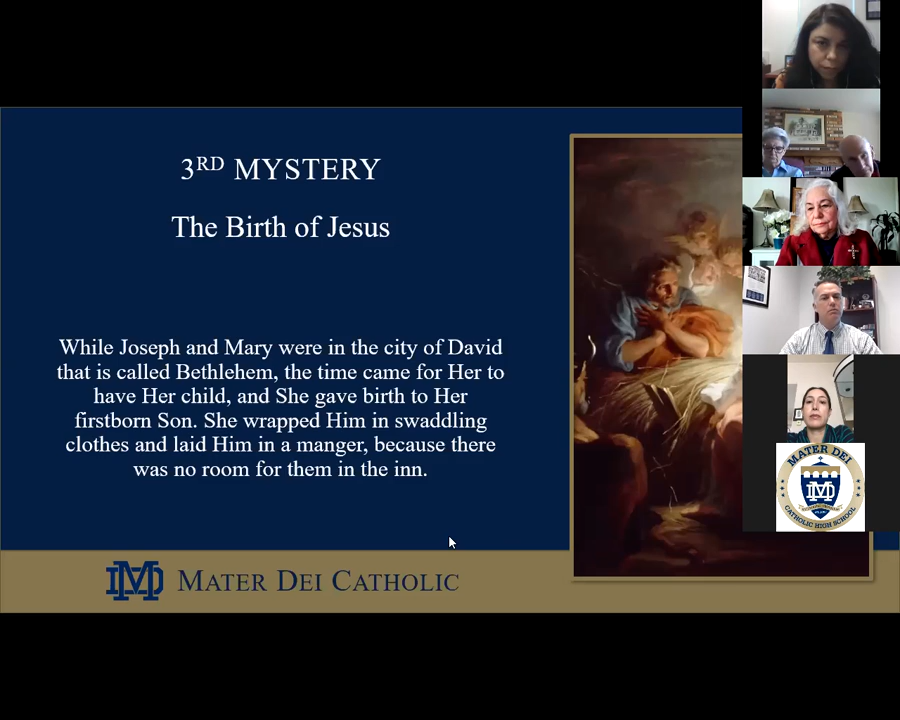 3RD MYSTERY
The Birth of Jesus
While Joseph and Mary were in the city of David
that is called Bethlehem, the time came for Her to
have Her child, and She gave birth to Her
firstborn Son. She wrapped Him in swaddling
clothes and laid Him in a manger, because there
was no room for them in the inn.
MD MATER DEI CATHOLIC
MATER DEI
MD
CATHOLIC HIGH SCHOOL